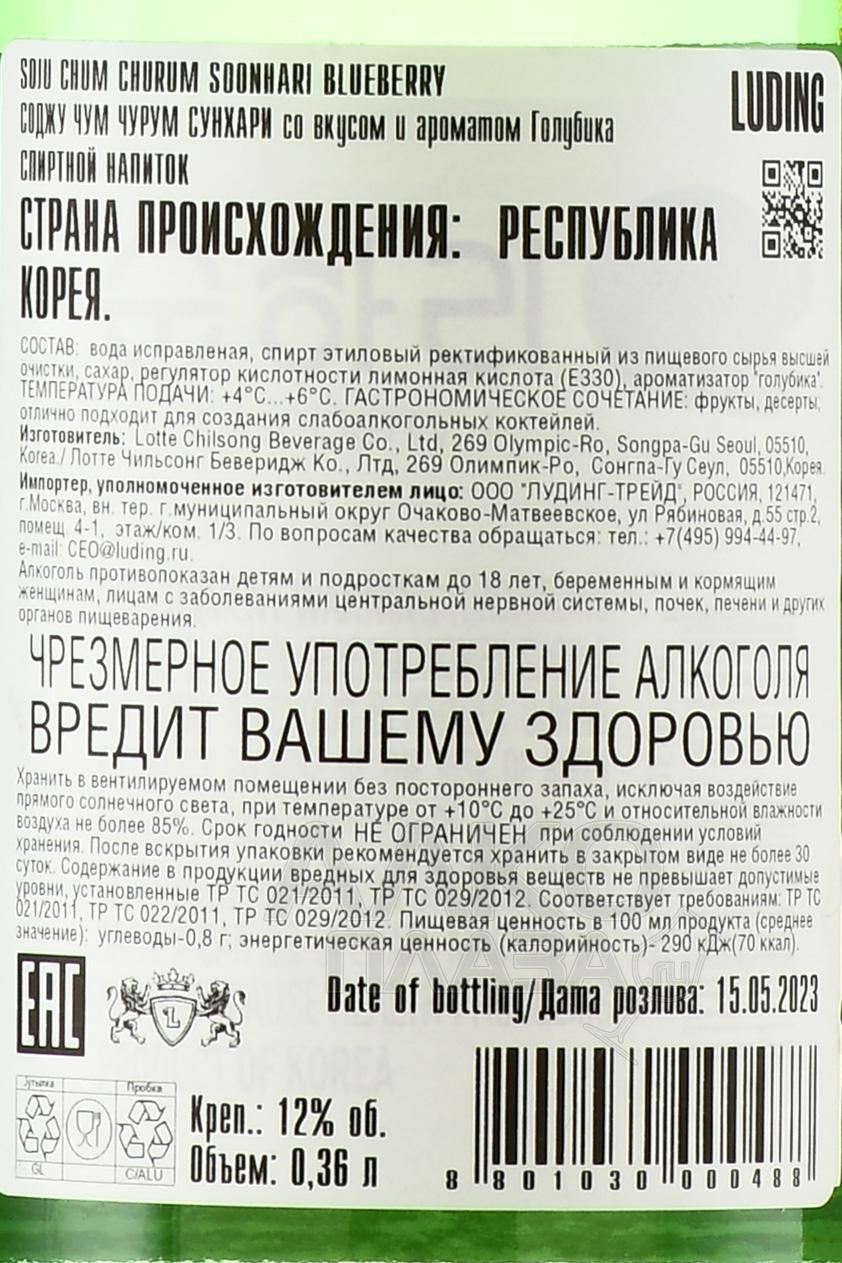 SOJU CHUM CHURUM SOONHARI BLUEBERRY
LUDING
СОДЖУ ЧУМ ЧУРУМ СУНХАРИ со вкусом и ароматом Голубика
СПИРТНОЙ НАПИТОК
СТРАНА ПРОИСХОЖДЕНИЯ: РЕСПУБЛИКА
КОРЕЯ.
СОСТАВ: вода исправленая, спирт этиловый ректификованный из пищевого сырья высшей
очистки, сахар, регулятор кислотности лимонная кислота (Е330), ароматизатор "голубика".
ТЕМПЕРАТУРА ПОДАЧИ: +4°C...+6°C. ГАСТРОНОМИЧЕСКОЕ СОЧЕТАНИЕ: фрукты, десерты,
отлично подходит для создания слабоалкогольных коктейлей.
Изготовитель: Lotte Chilsong Beverage Co., Ltd, 269 Olympic-Ro, Songpa-Gu Seoul, 05510,
Korea./ Лотте Чильсонг Беверидж Ко., Лтд, 269 Олимпик-Ро, Сонгпа-Гу Сеул, 05510,Корея.
Импортер, уполномоченное изготовителем лицо: ООО "ЛУДИНГ-ТРЕЙД", РОССИЯ, 121471,
г.Москва, вн. тер. г.муниципальный округ Очаково-Матвеевское, ул Рябиновая, д.55 стр.2,
помещ. 4-1, этаж/ком. 1/3. По вопросам качества обращаться: тел.: +7(495) 994-44-97,
e-mail: CEO@luding.ru.
Алкоголь противопоказан детям и подросткам до 18 лет, беременным и кормящим
женщинам, лицам с заболеваниями центральной нервной системы, почек, печени и других
органов пищеварения.
ЧРЕЗМЕРНОЕ УПОТРЕБЛЕНИЕ АЛКОГОЛЯ
ВРЕДИТ ВАШЕМУ ЗДОРОВЬЮ
Хранить в вентилируемом помещении без постороннего запаха, исключая воздействие
прямого солнечного света, при температуре от +10°C до +25°C и относительной влажности
воздуха не более 85%. Срок годности НЕ ОГРАНИЧЕН при соблюдении условий
хранения. После вскрытия упаковки рекомендуется хранить в закрытом виде не более 30
суток. Содержание в продукции вредных для здоровья веществ не превышает допустимые
уровни, установленные ТР ТС 021/2011, ТР ТС 029/2012. Соответствует требованиям: ТР ТС
021/2011, ТР ТС 022/2011, ТР ТС 029/2012. Пищевая ценность в 100 мл продукта (среднее
значение): углеводы-0,8 г; энергетическая ценность (калорийность)- 290 кДж(70 ккал).
EAC
L
Date of bottling/Дата розлива: 15.05.2023
Бутылка
Пробка
GL
C/ALU
Креп.: 12% об.
Объем: 0,36 л
8 801030 000488